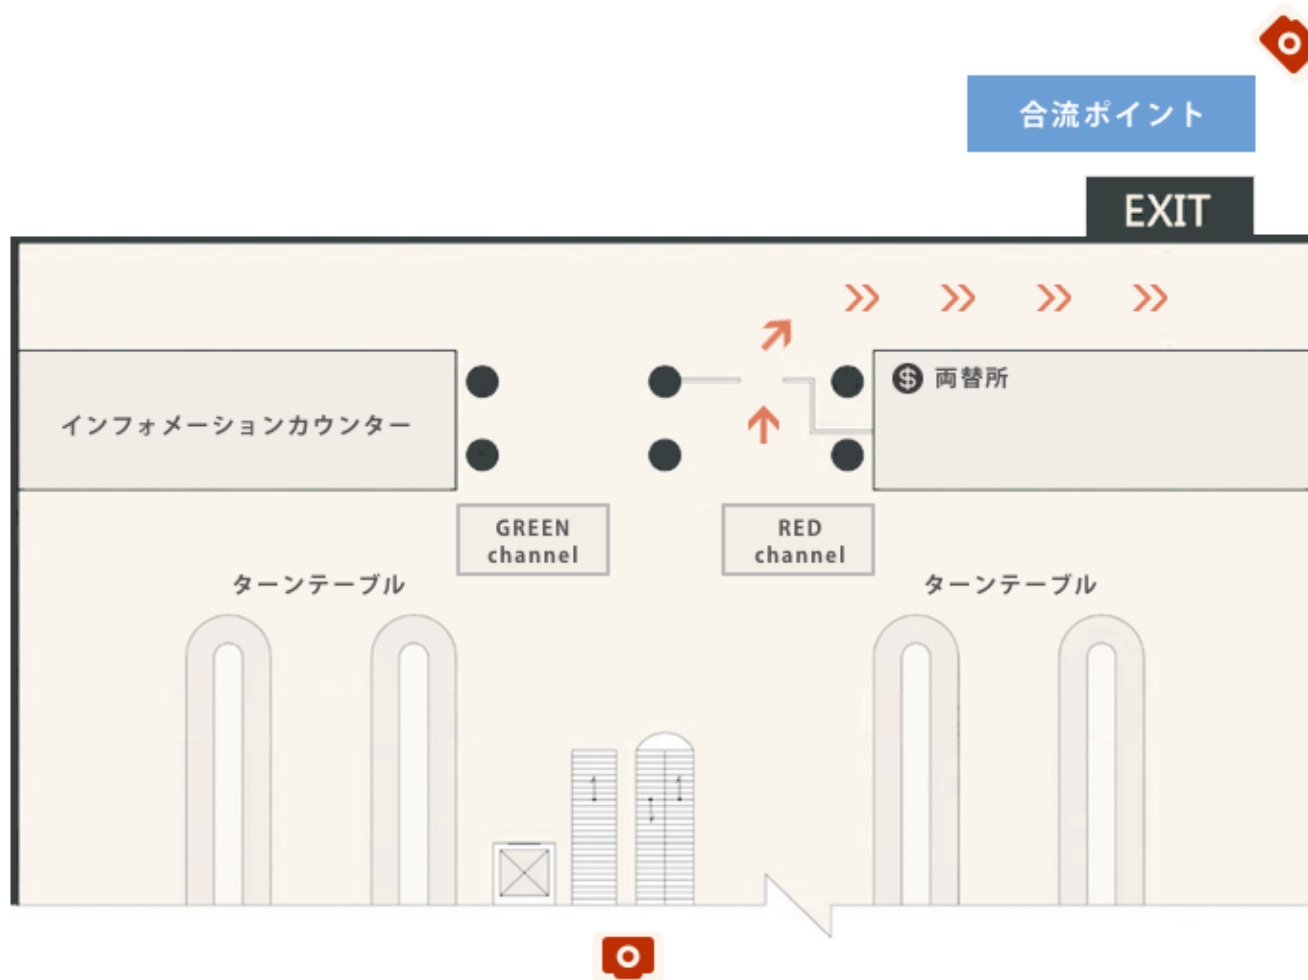 合流ポイント
EXIT
$ 両替所
インフォメーションカウンター
GREEN
channel
RED
channel
ターンテーブル
ターンテーブル